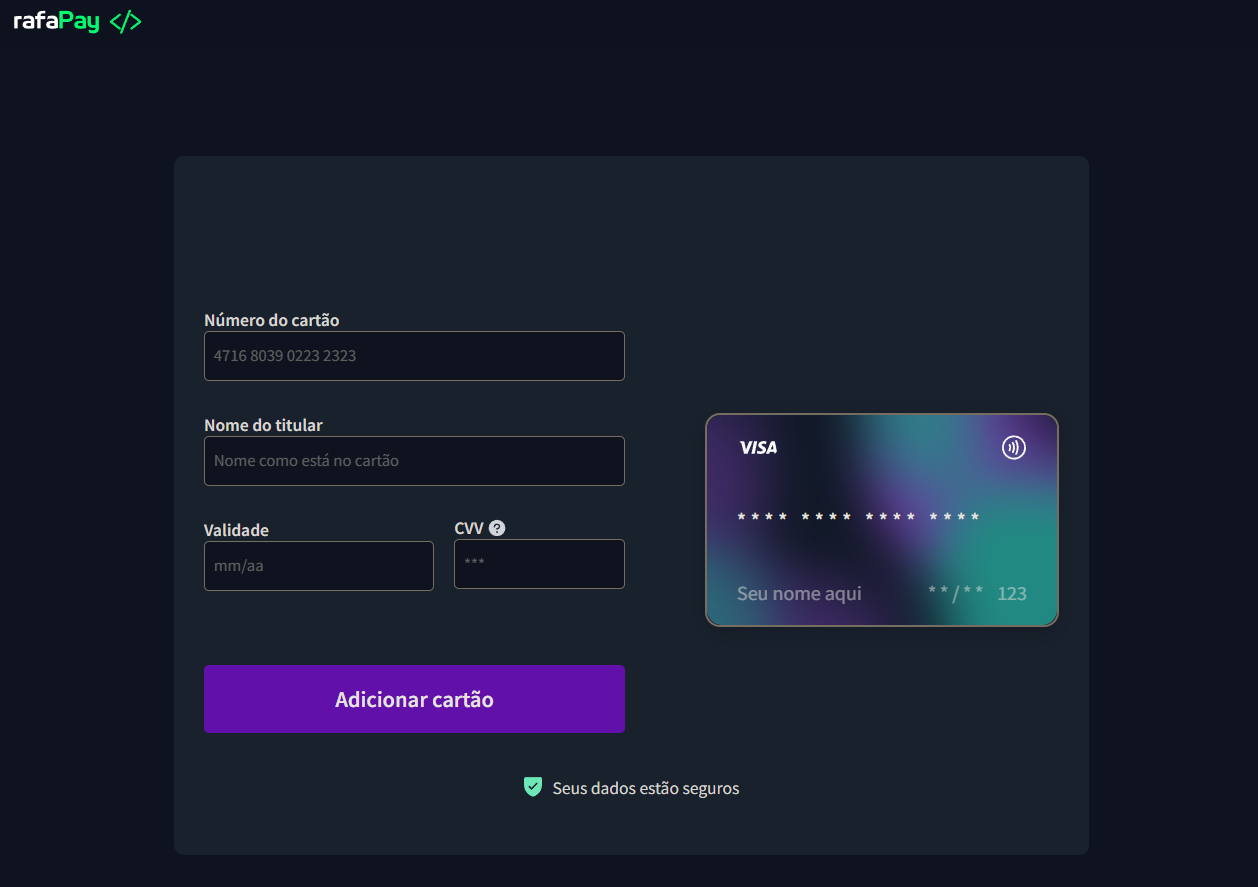 rafaPay </>
Número do cartão
4716 8039 0223 2323
Nome do titular
Nome como está no cartão
Validade
CVV ?
mm/aa
***
VISA
**** **** **** ****
Seu nome aqui
**/** 123
Adicionar cartão
Seus dados estão seguros